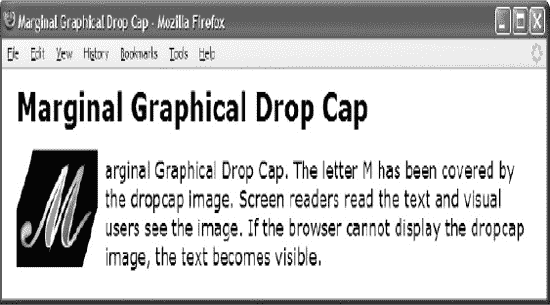 Marginal Graphical Drop Cap - Mozilla Firefox
File Edit View History Bookmarks Tools Help
Marginal Graphical Drop Cap
M arginal Graphical Drop Cap. The letter M has been covered by
the dropcap image. Screen readers read the text and visual
users see the image. If the browser cannot display the dropcap
image, the text becomes visible.